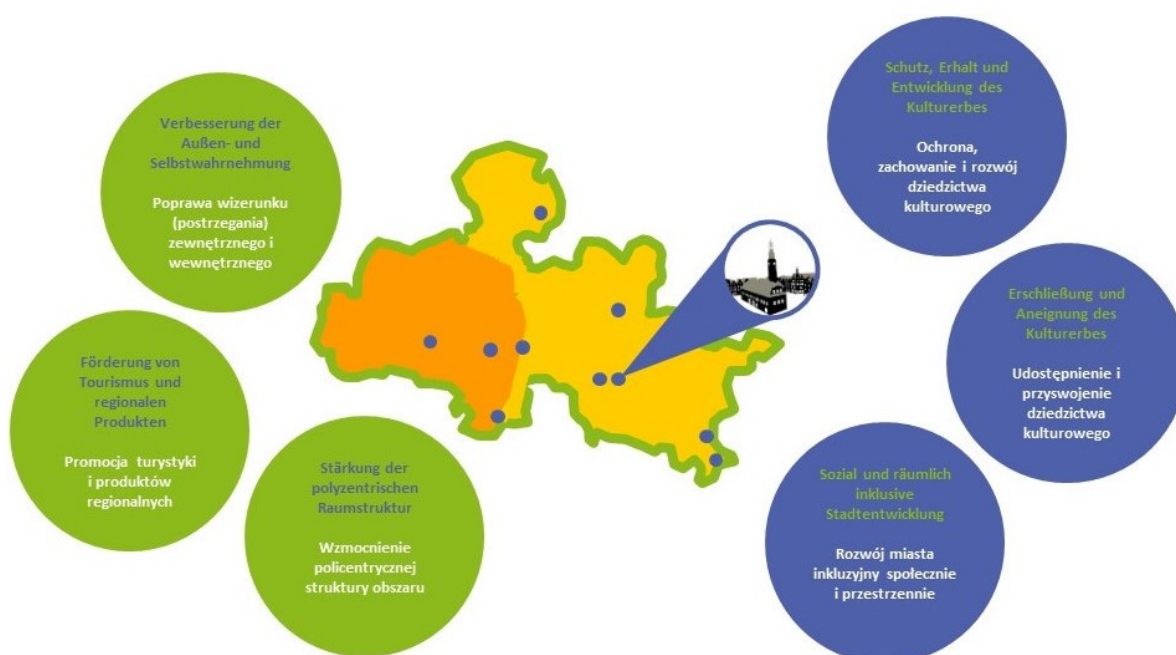 Verbesserung der
Außen- und
Selbstwahrnehmung
Poprawa wizerunku
(postrzegania)
zewnętrznego i
wewnętrznego
Förderung von
Tourismus und
regionalen
Produkten
Promocja turystyki
i produktów
regionalnych
Stärkung der
polyzentrischen
Raumstruktur
Wzmocnienie
policentrycznej
struktury obszaru
Schutz, Erhalt und
Entwicklung des
Kulturerbes
Ochrona,
zachowanie i rozwój
dziedzictwa
kulturowego
Erschließung und
Aneignung des
Kulturerbes
Udostępnienie i
przyswojenie
dziedzictwa
kulturowego
Sozial und räumlich
inklusive
Stadtentwicklung
Rozwój miasta
inkluzyjny społecznie
i przestrzennie